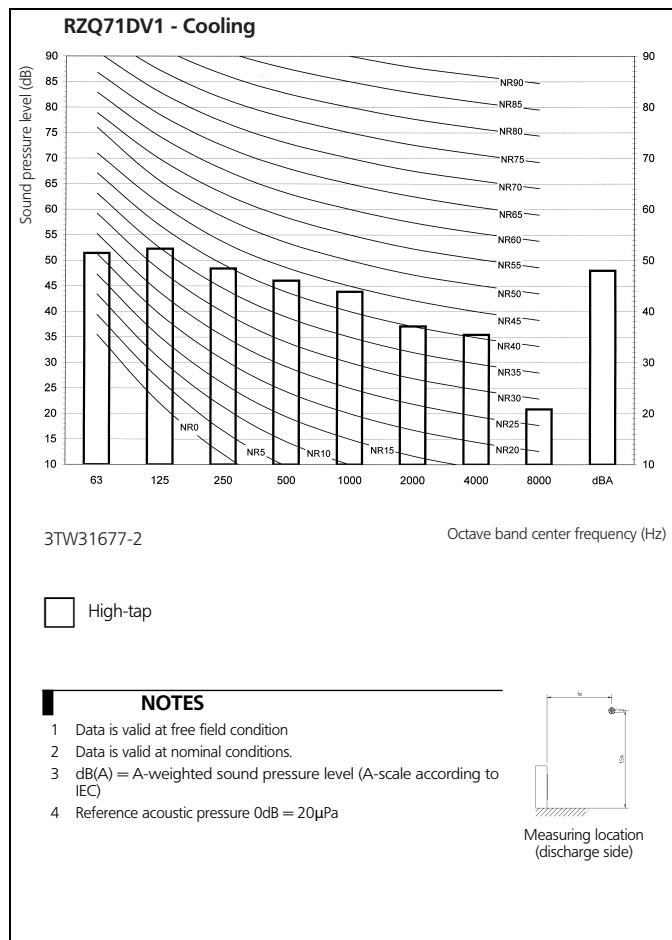 RZQ71DV1 - Cooling
Sound pressure level (dB)
90
85
80
75
70
65
60
55
50
45
40
35
30
25
20
15
10
90
80
70
60
50
40
30
20
10
NR90
NR85
NR80
NR75
NR70
NR65
NR60
NR55
NR50
NR45
NR40
NR35
NR30
NR25
NR20
NR0
NR5
NR10
NR15
63 125 250 500 1000 2000 4000 8000 dBA
3TW31677-2
Octave band center frequency (Hz)
High-tap
NOTES
1 Data is valid at free field condition
2 Data is valid at nominal conditions.
3 dB(A) = A-weighted sound pressure level (A-scale according to
IEC)
4 Reference acoustic pressure 0dB = 20µPa
Measuring location
(discharge side)